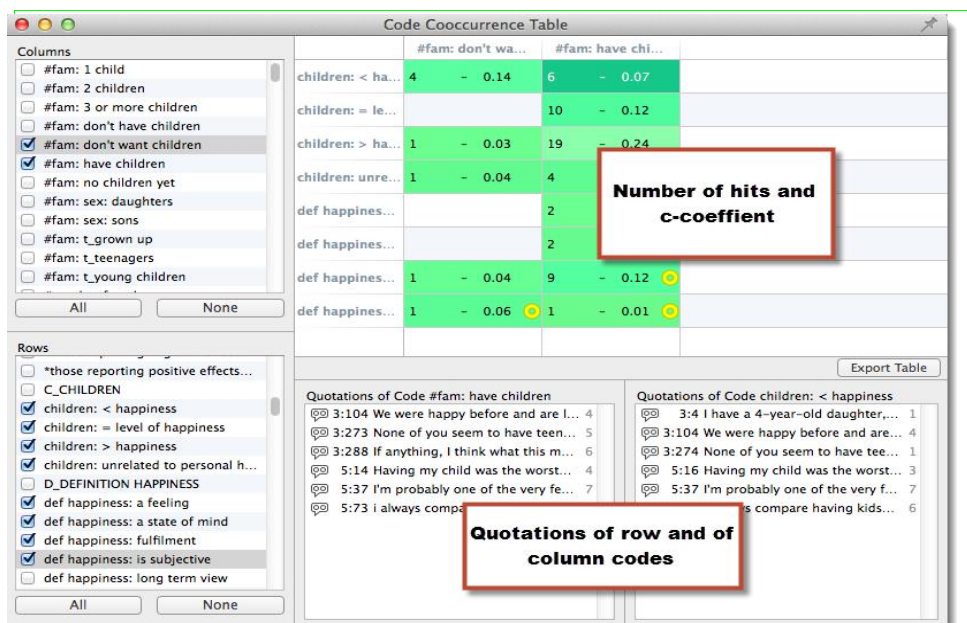 Code Cooccurrence Table
Columns
#fam: 1 child
#fam: 2 children
#fam: 3 or more children
#fam: don't have children
#fam: don't want children
#fam: have children
#fam: no children yet
#fam: sex: daughters
#fam: sex: sons
#fam: t_grown up
#fam: t_teenagers
#fam: t_young children
All None
Rows
*those reporting positive effects...
C_CHILDREN
children: < happiness
children: = level of happiness
children: > happiness
children: unrelated to personal h...
D_DEFINITION HAPPINESS
def happiness: a feeling
def happiness: a state of mind
def happiness: fulfilment
def happiness: is subjective
def happiness: long term view
All None
#fam: don't wa... #fam: have chi...
children: < ha... 4 - 0.14 6 - 0.07
children: = le... 10 - 0.12
children: > ha... 1 - 0.03 19 - 0.24
children: unre... 1 - 0.04 4
def happines... 2
def happines... 2
def happines... 1 - 0.04 9 - 0.12
def happines... 1 - 0.06 1 - 0.01
Number of hits and
c-coeffient
Export Table
Quotations of Code #fam: have children
3:104 We were happy before and are l... 4
3:273 None of you seem to have teen... 5
3:288 If anything, I think what this m... 6
5:14 Having my child was the worst... 4
5:37 I'm probably one of the very fe... 7
5:73 i always compa
Quotations of Code children: < happiness
3:4 I have a 4-year-old daughter,... 1
3:104 We were happy before and are... 4
3:274 None of you seem to have tee... 1
5:16 Having my child was the worst... 3
5:37 I'm probably one of the very f... 7
s compare having kids... 6
Quotations of row and of
column codes